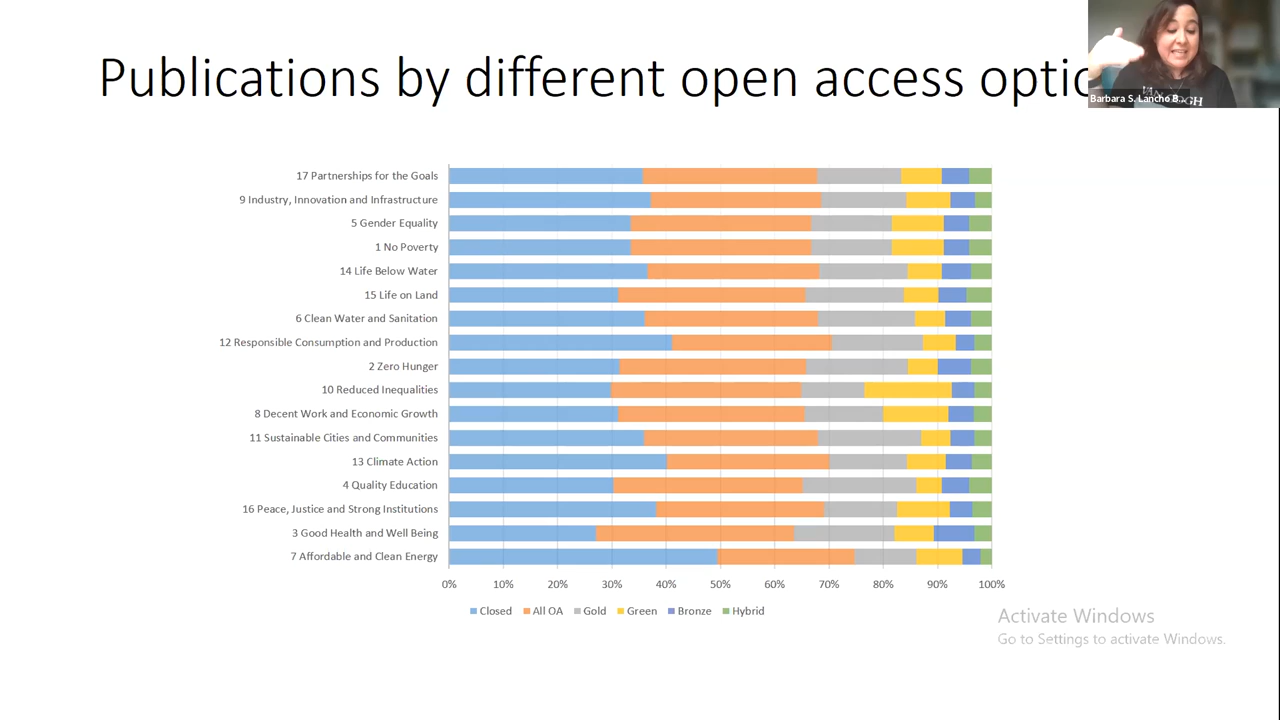 Publications by different open access optio
Barbara S. Lancho B...
17 Partnerships for the Goals
9 Industry, Innovation and Infrastructure
5 Gender Equality
1 No Poverty
14 Life Below Water
15 Life on Land
6 Clean Water and Sanitation
12 Responsible Consumption and Production
2 Zero Hunger
10 Reduced Inequalities
8 Decent Work and Economic Growth
11 Sustainable Cities and Communities
13 Climate Action
4 Quality Education
16 Peace, Justice and Strong Institutions
3 Good Health and Well Being
7 Affordable and Clean Energy
0% 10% 20% 30% 40% 50% 60% 70% 80% 90% 100%
Closed All OA Gold Green Bronze Hybrid
Activate Windows
Go to Settings to activate Windows.